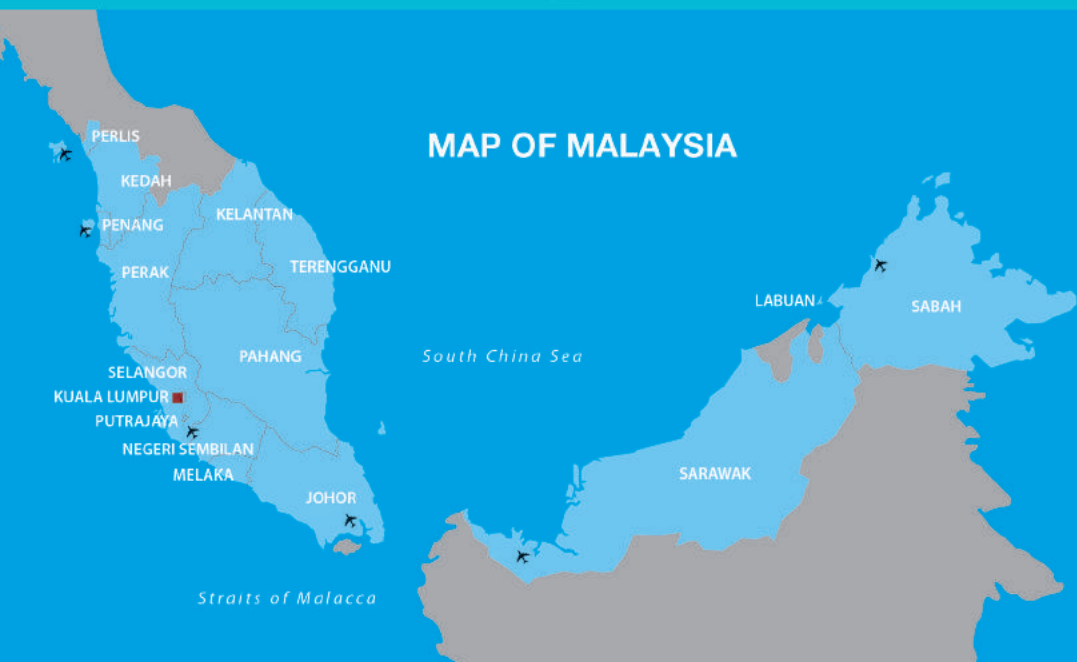 MAP OF MALAYSIA
PERLIS
KEDAH
PENANG
KELANTAN
PERAK
TERENGGANU
PAHANG
SELANGOR
KUALA LUMPUR
PUTRAJAYA
NEGERI SEMBILAN
MELAKA
JOHOR
South China Sea
Straits of Malacca
LABUAN
SABAH
SARAWAK